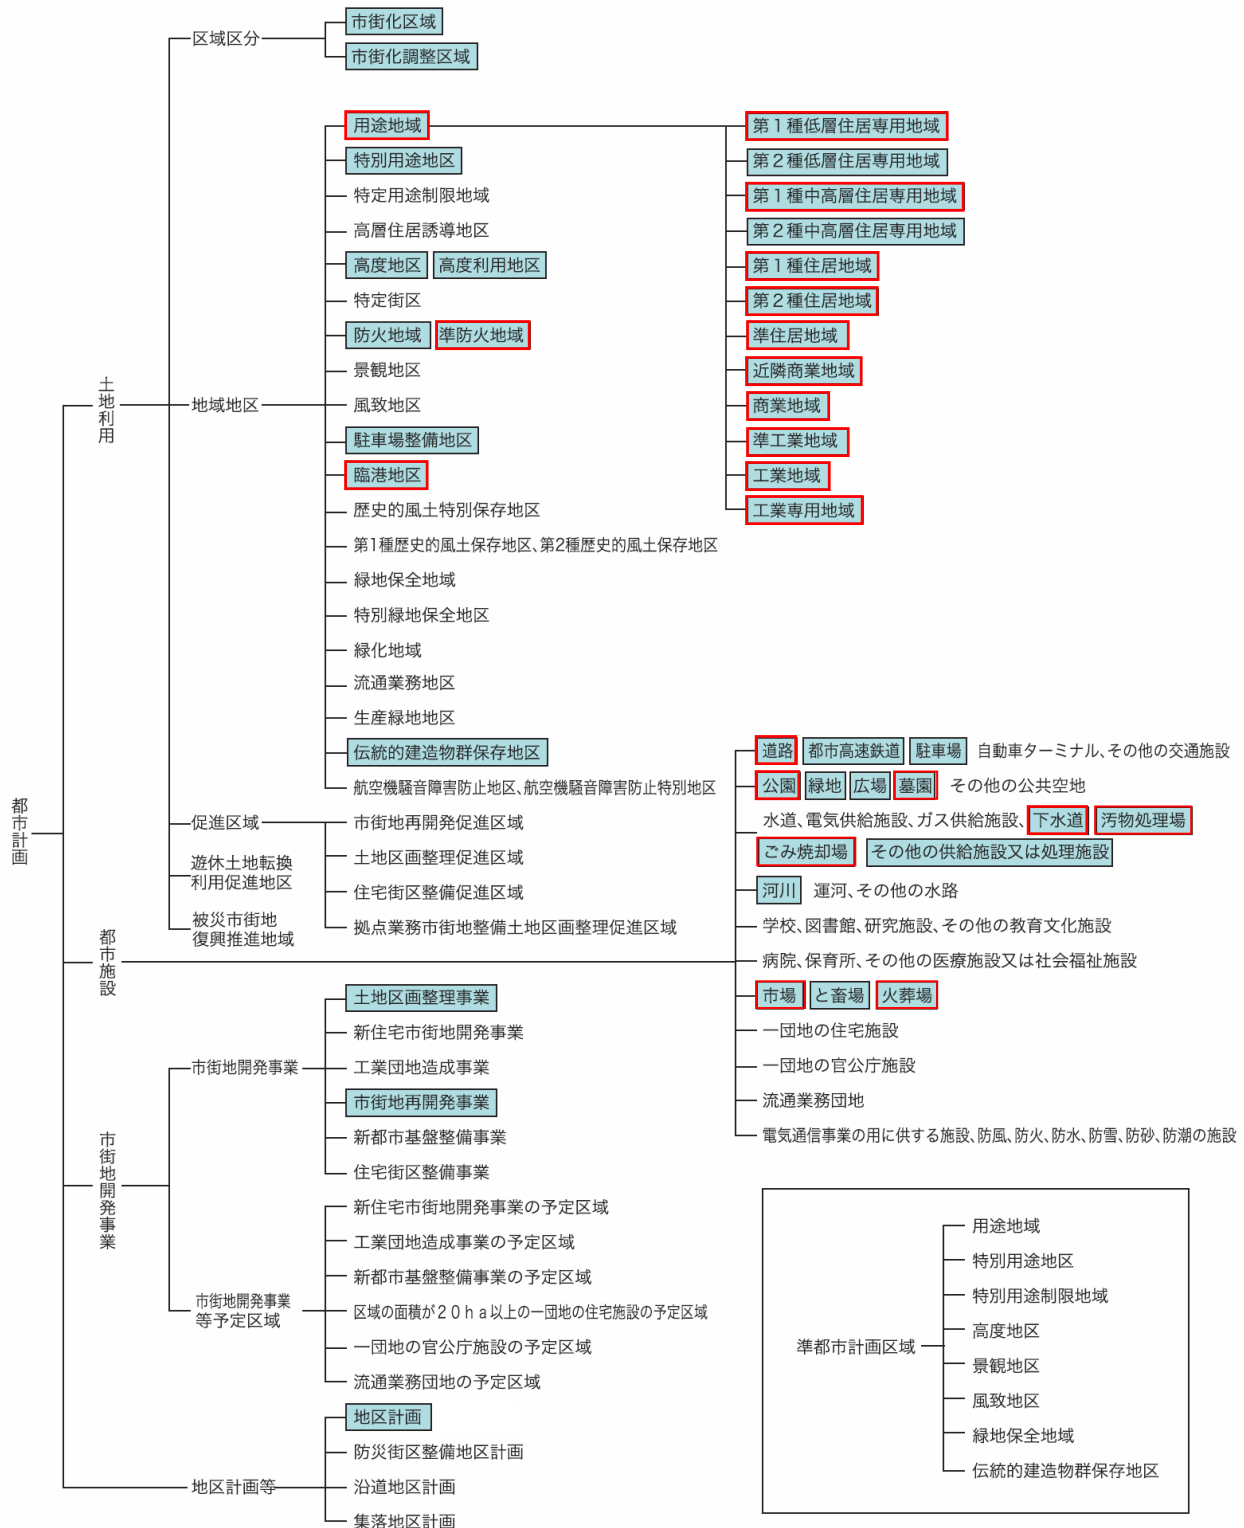 都市計画
土地利用
区域区分
市街化区域
市街化調整区域
地域地区
用途地域
第１種低層住居専用地域
特別用途地区
第２種低層住居専用地域
特定用途制限地域
第１種中高層住居専用地域
高層住居誘導地区
第２種中高層住居専用地域
高度地区 高度利用地区
第１種住居地域
特定街区
第２種住居地域
防火地域 準防火地域
準住居地域
景観地区
近隣商業地域
風致地区
商業地域
駐車場整備地区
準工業地域
臨港地区
工業地域
歴史的風土特別保存地区
工業専用地域
第1種歴史的風土保存地区、第2種歴史的風土保存地区
緑地保全地域
特別緑地保全地区
緑化地域
流通業務地区
生産緑地地区
伝統的建造物群保存地区
航空機騒音障害防止地区、航空機騒音障害防止特別地区
促進区域
市街地再開発促進区域
土地区画整理促進区域
住宅街区整備促進区域
拠点業務市街地整備土地区画整理促進区域
遊休土地転換
利用促進地区
被災市街地
復興推進地域
都市施設
道路 都市高速鉄道 駐車場 自動車ターミナル、その他の交通施設
公園 緑地 広場 墓園 その他の公共空地
水道、電気供給施設、ガス供給施設、下水道 汚物処理場
ごみ焼却場 その他の供給施設又は処理施設
河川 運河、その他の水路
学校、図書館、研究施設、その他の教育文化施設
病院、保育所、その他の医療施設又は社会福祉施設
市場 と畜場 火葬場
一団地の住宅施設
一団地の官公庁施設
流通業務団地
電気通信事業の用に供する施設、防風、防火、防水、防雪、防砂、防潮の施設
市街地開発事業
市街地開発事業
土地区画整理事業
新住宅市街地開発事業
工業団地造成事業
市街地再開発事業
新都市基盤整備事業
住宅街区整備事業
市街地開発事業
等予定区域
新住宅市街地開発事業の予定区域
工業団地造成事業の予定区域
新都市基盤整備事業の予定区域
区域の面積が２０ｈａ以上の一団地の住宅施設の予定区域
一団地の官公庁施設の予定区域
流通業務団地の予定区域
地区計画等
地区計画
防災街区整備地区計画
沿道地区計画
集落地区計画
準都市計画区域
用途地域
特別用途地区
特別用途制限地域
高度地区
景観地区
風致地区
緑地保全地域
伝統的建造物群保存地区